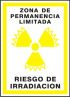 ZONA DE
PERMANENCIA
LIMITADA
RIESGO DE
IRRADIACION